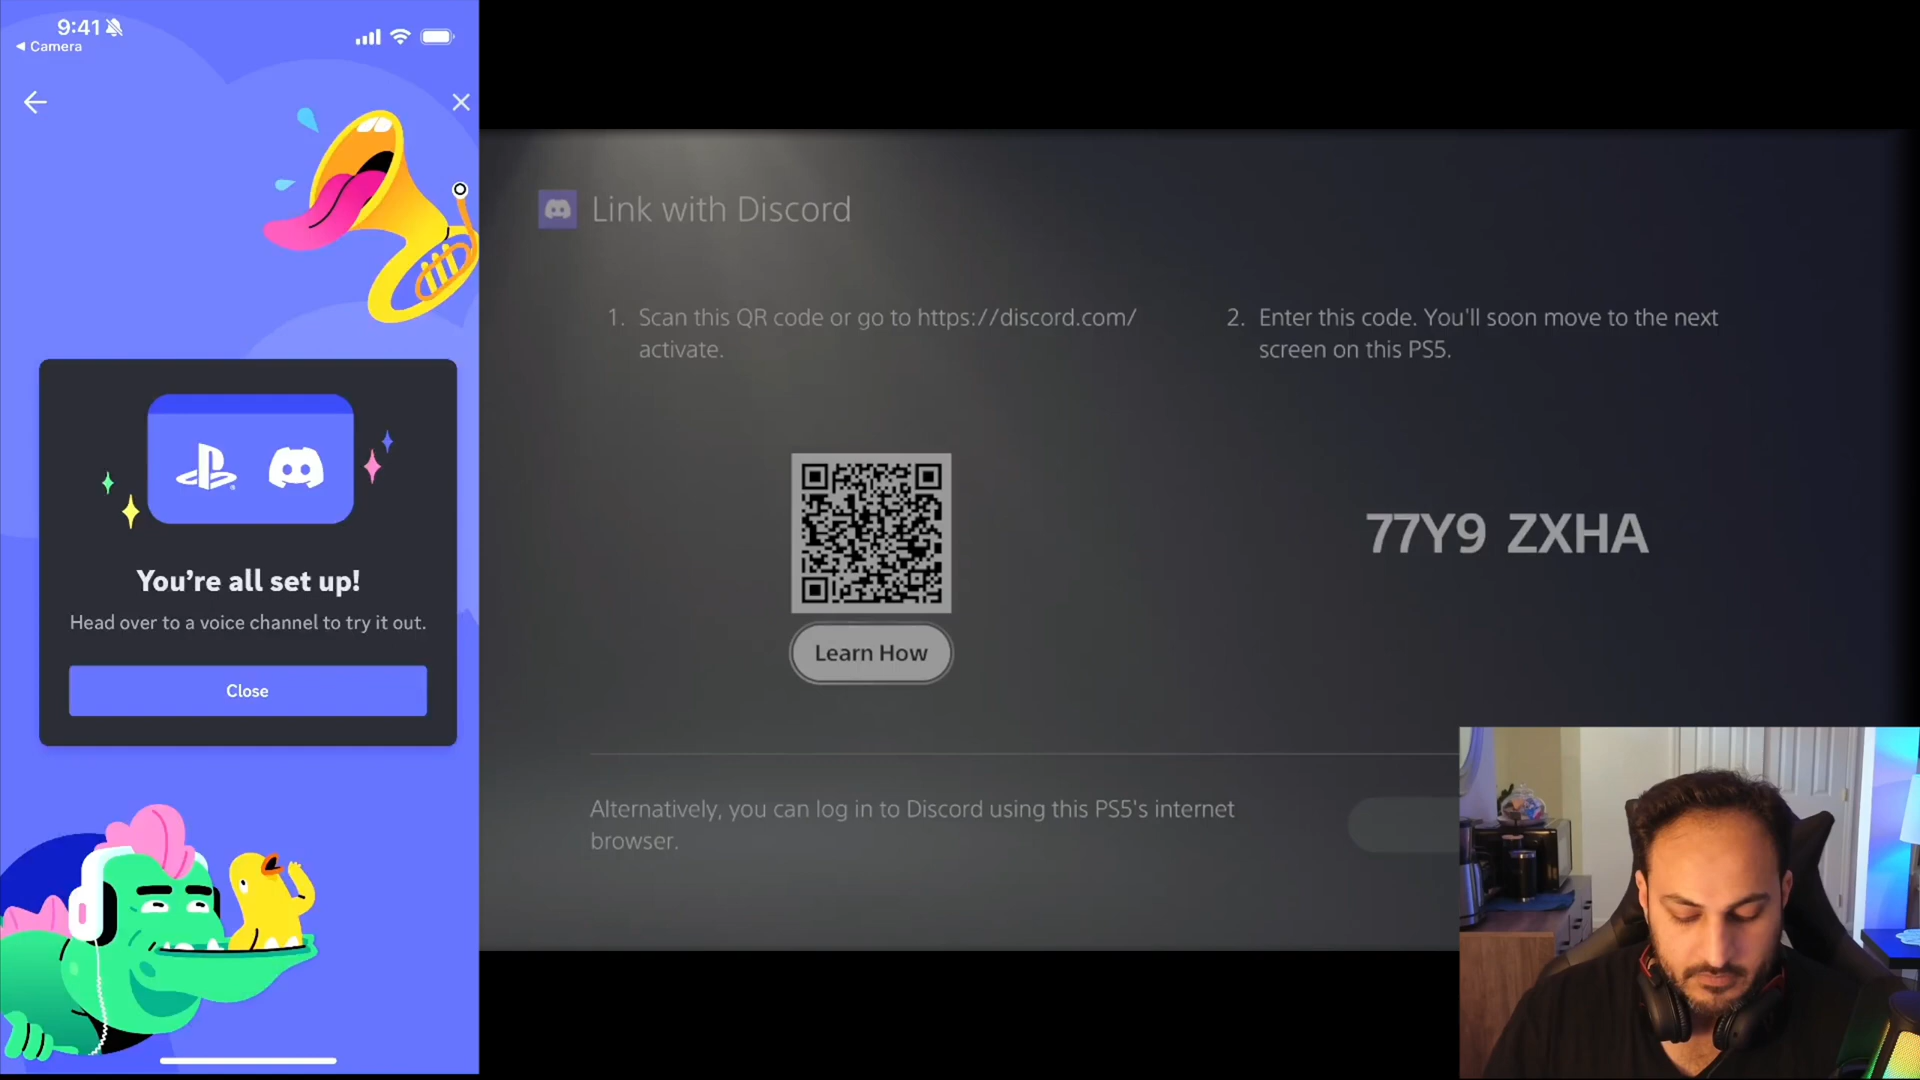 9:41
◀ Camera
You’re all set up!
Head over to a voice channel to try it out.
Close
Link with Discord
1. Scan this QR code or go to https://discord.com/
activate.
2. Enter this code. You'll soon move to the next
screen on this PS5.
77Y9 ZXHA
Learn How
Alternatively, you can log in to Discord using this PS5's internet
browser.